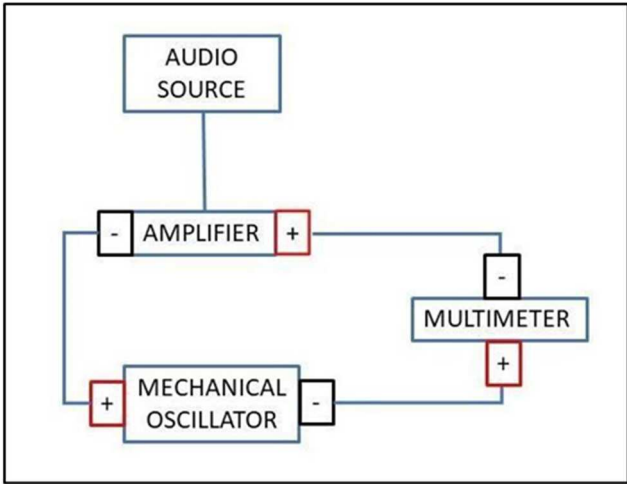 AUDIO
SOURCE
- AMPLIFIER +
-
MULTIMETER
+
+ MECHANICAL -
OSCILLATOR